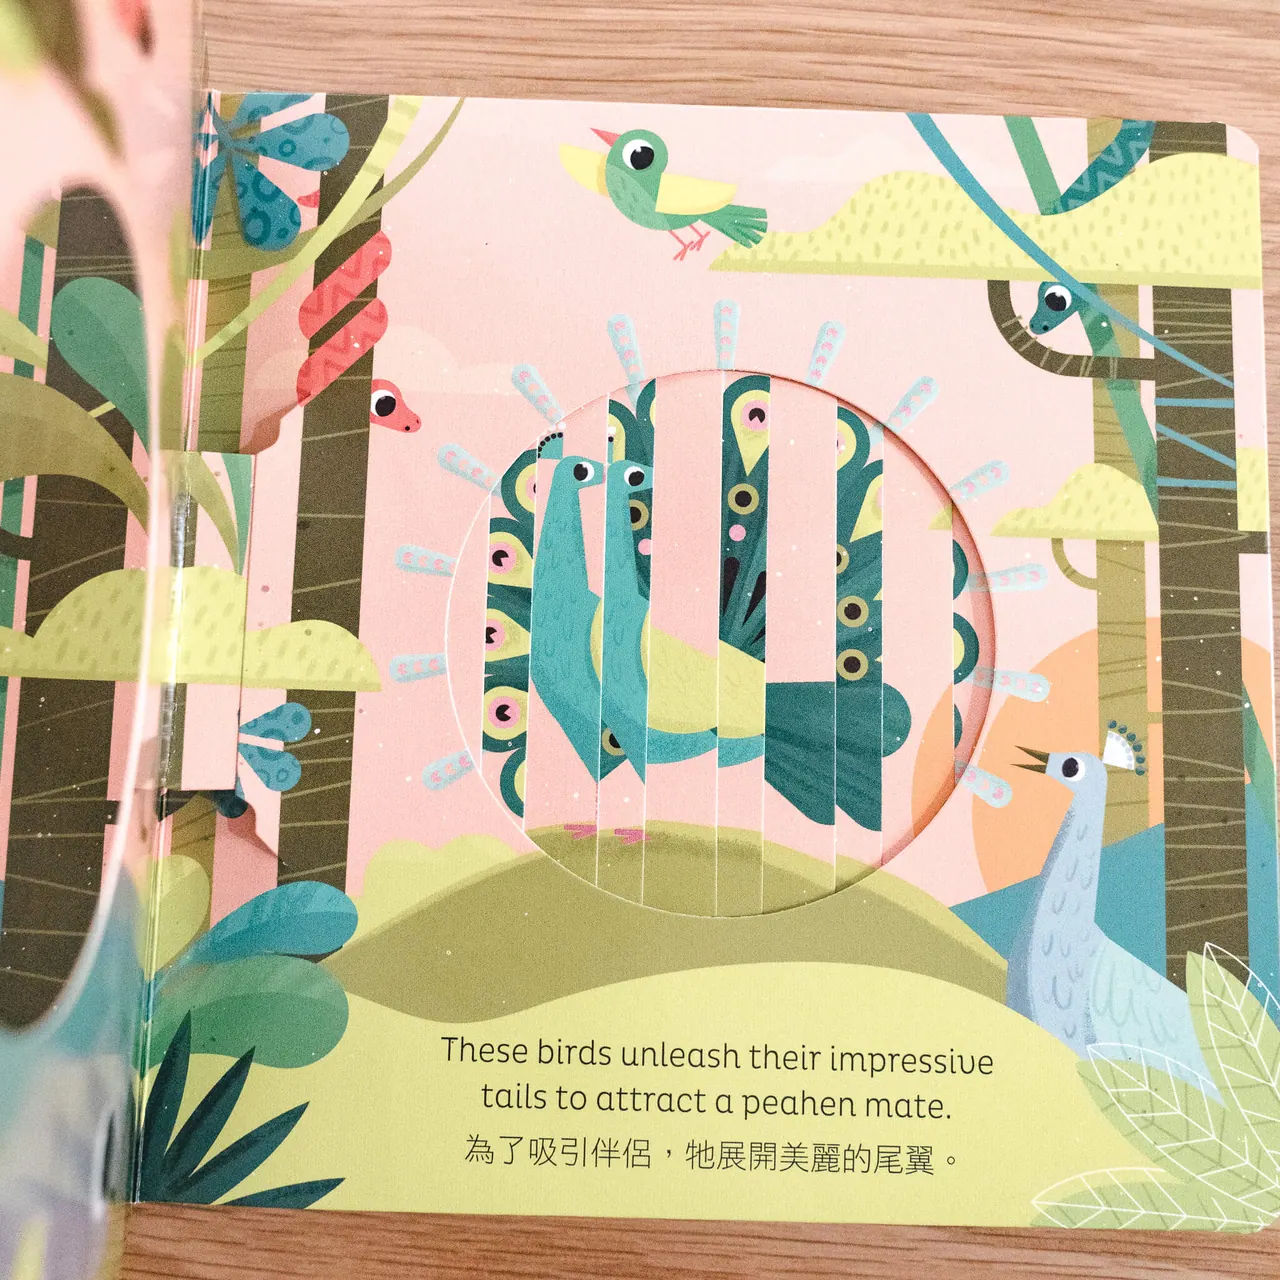 These birds unleash their impressive
tails to attract a peahen mate.
為了吸引伴侶，牠展開美麗的尾翼。